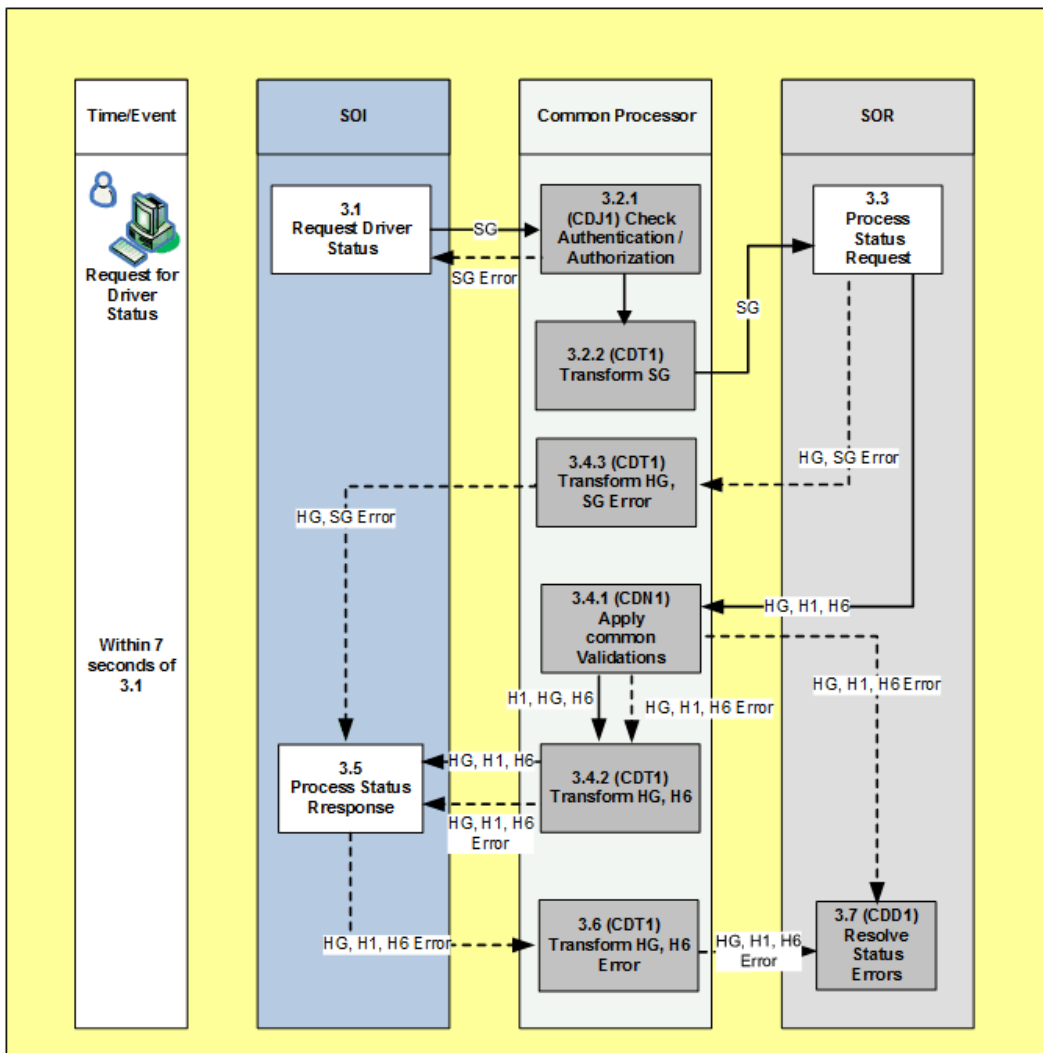 Time/Event
SOI
Common Processor
SOR
Request for
Driver
Status
3.1
Request Driver
Status
SG
SG Error
3.2.1
(CDJ1) Check
Authentication /
Authorization
3.3
Process
Status
Request
SG
3.2.2 (CDT1)
Transform SG
HG, SG Error
3.4.3 (CDT1)
Transform HG,
SG Error
HG, SG Error
Within 7
seconds of
3.1
3.4.1 (CDN1)
Apply
common
Validations
HG, H1, H6
HG, H1, H6 Error
H1, HG, H6
HG, H1, H6 Error
3.5
Process Status
Rresponse
HG, H1, H6
HG, H1, H6
Error
3.4.2 (CDT1)
Transform HG, H6
HG, H1, H6 Error
3.6 (CDT1)
Transform HG, H6
Error
HG, H1, H6
Error
3.7 (CDD1)
Resolve
Status
Errors